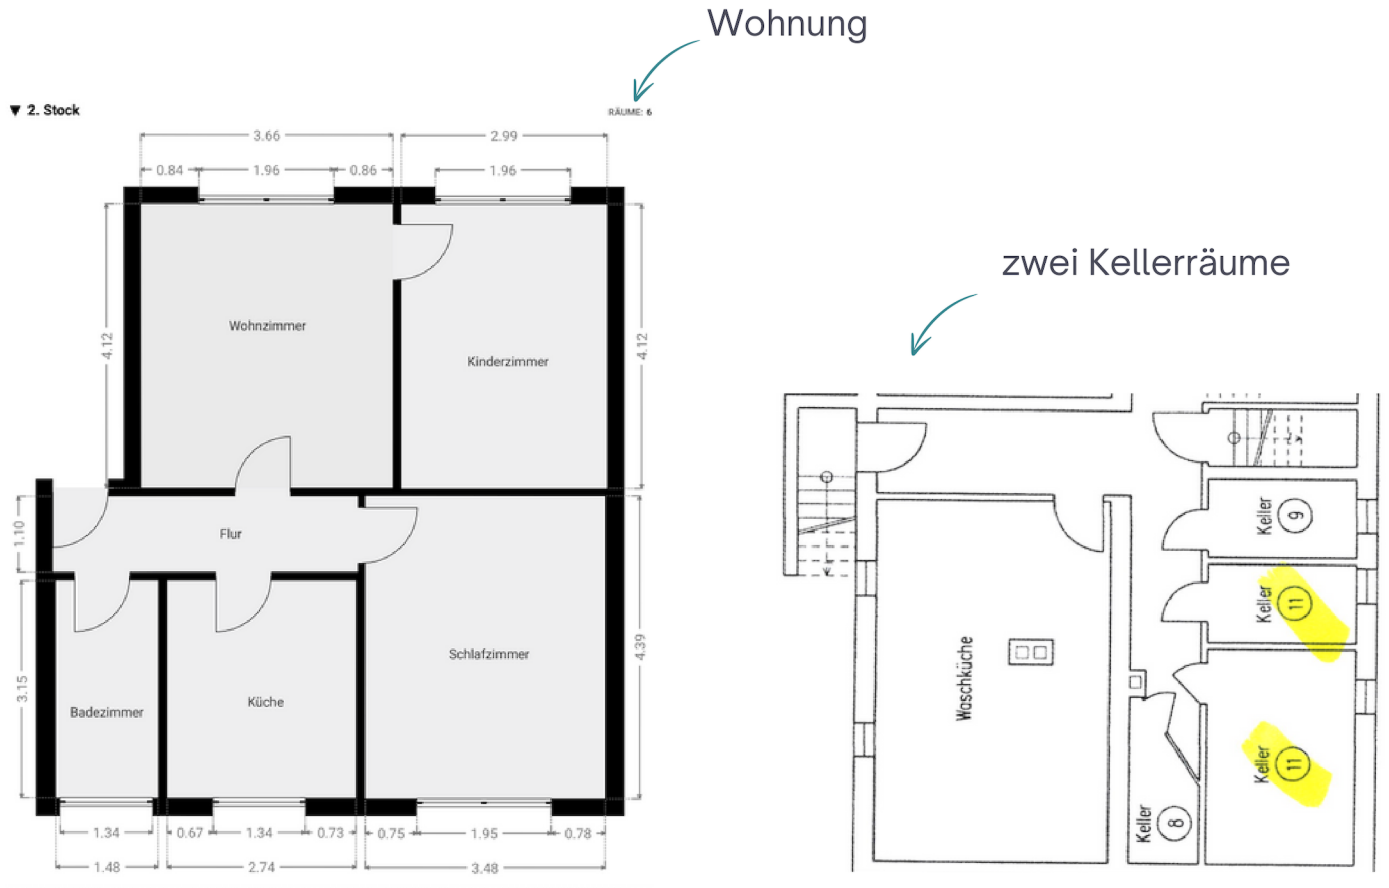 Wohnung
▼ 2. Stock
RÄUME: 6
3.66
2.99
0.84
1.96
0.86
1.96
4.12
4.12
Wohnzimmer
Kinderzimmer
1.10
Flur
3.15
4.39
Schlafzimmer
Küche
Badezimmer
1.34
0.67
1.34
0.73
0.75
1.95
0.78
1.48
2.74
3.48
zwei Kellerräume
Keller
9
Keller
11
Waschküche
Keller
11
Keller
8